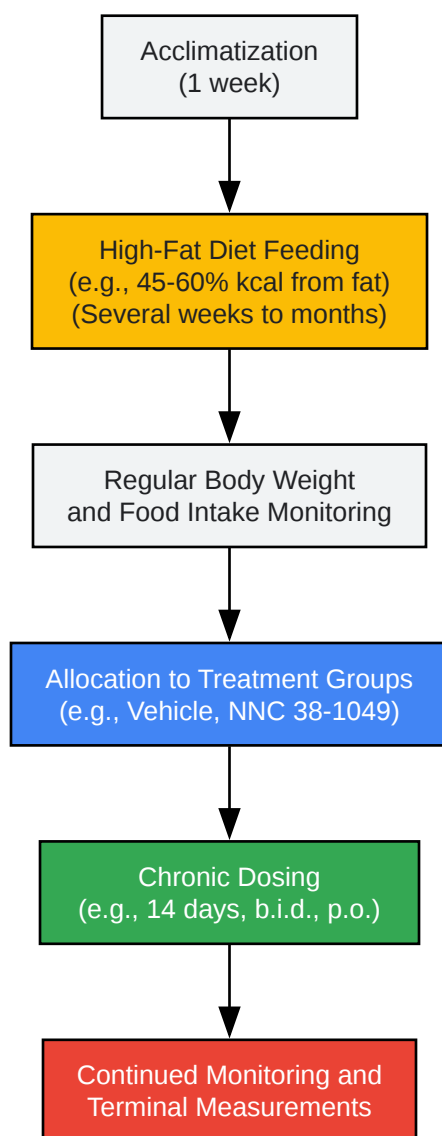 Acclimatization
(1 week)
High-Fat Diet Feeding
(e.g., 45-60% kcal from fat)
(Several weeks to months)
Regular Body Weight
and Food Intake Monitoring
Allocation to Treatment Groups
(e.g., Vehicle, NNC 38-1049)
Chronic Dosing
(e.g., 14 days, b.i.d., p.o.)
Continued Monitoring and
Terminal Measurements